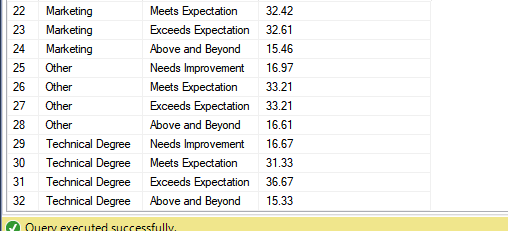 22 Marketing Meets Expectation 32.42
23 Marketing Exceeds Expectation 32.61
24 Marketing Above and Beyond 15.46
25 Other Needs Improvement 16.97
26 Other Meets Expectation 33.21
27 Other Exceeds Expectation 33.21
28 Other Above and Beyond 16.61
29 Technical Degree Needs Improvement 16.67
30 Technical Degree Meets Expectation 31.33
31 Technical Degree Exceeds Expectation 36.67
32 Technical Degree Above and Beyond 15.33
Query executed successfully.